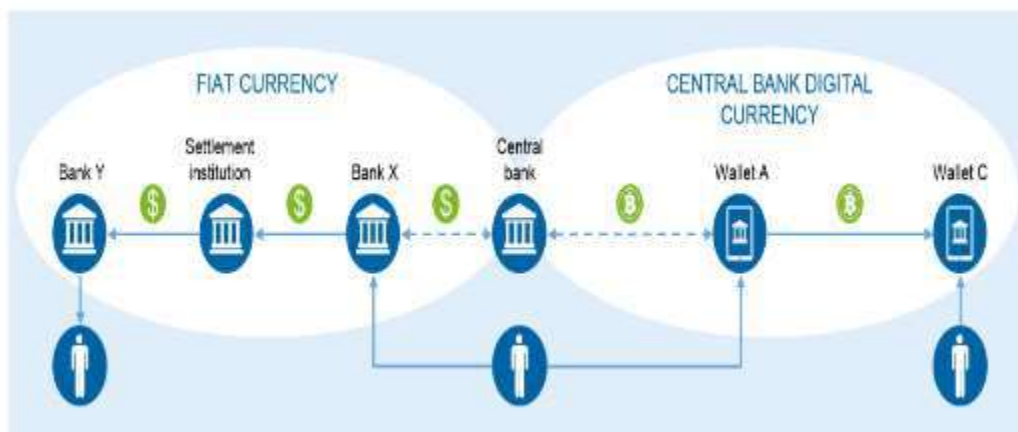 FIAT CURRENCY
CENTRAL BANK DIGITAL
CURRENCY
Bank Y
Settlement
institution
Bank X
Central
bank
Wallet A
Wallet C
$
$
$
₿
₿